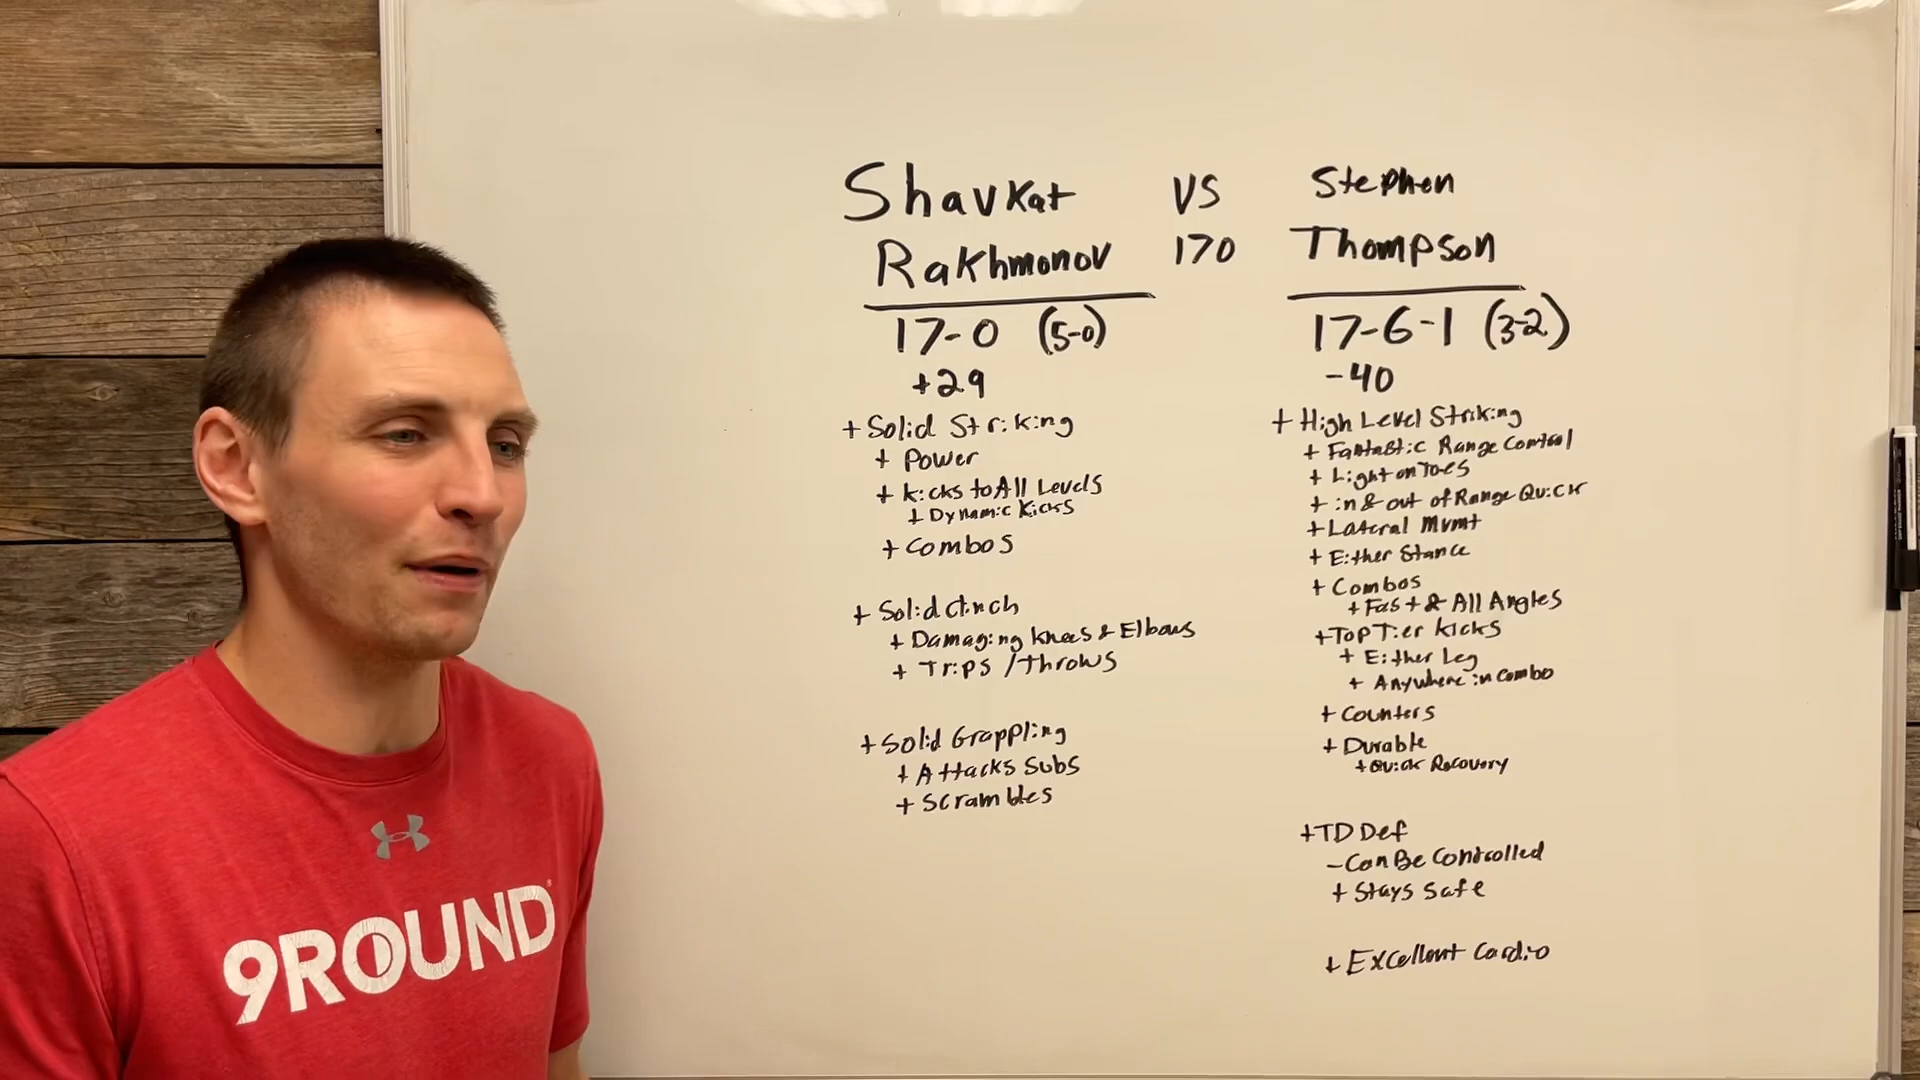 Shavkat VS Stephen
Rakhmonov 170 Thompson
17-0 (5-0)
+29
+ Solid Striking
+ Power
+ Kicks to All Levels
+ Dynamic Kicks
+ Combos
+ Solid Clinch
+ Damaging Knees & Elbows
+ Trips / Throws
+ Solid Grappling
+ Attacks Subs
+ Scrambles
17-6-1 (3-2)
-40
+ High Level Striking
+ Fantastic Range Control
+ Light on Toes
+ in & out of Range Quick
+ Lateral Mvmt
+ Either Stance
+ Combos
+ Fast & All Angles
+ Top Tier Kicks
+ Either Leg
+ Anywhere in Combo
+ Counters
+ Durable
+ Quick Recovery
+ TD Def
- Can Be Controlled
+ Stays Safe
+ Excellent Cardio
9ROUND